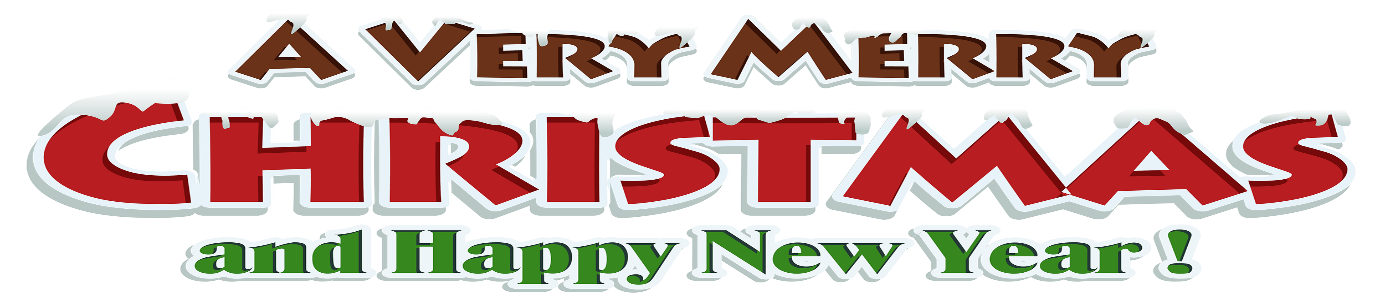 A VERY MERRY
CHRISTMAS
and Happy New Year !